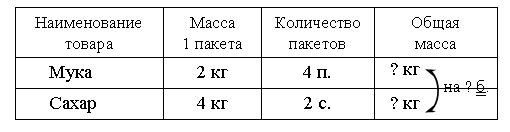 Наименование Масса Количество Общая
товара 1 пакета пакетов масса
Мука 2 кг 4 п. ? кг
на ? б.
Сахар 4 кг 2 с. ? кг